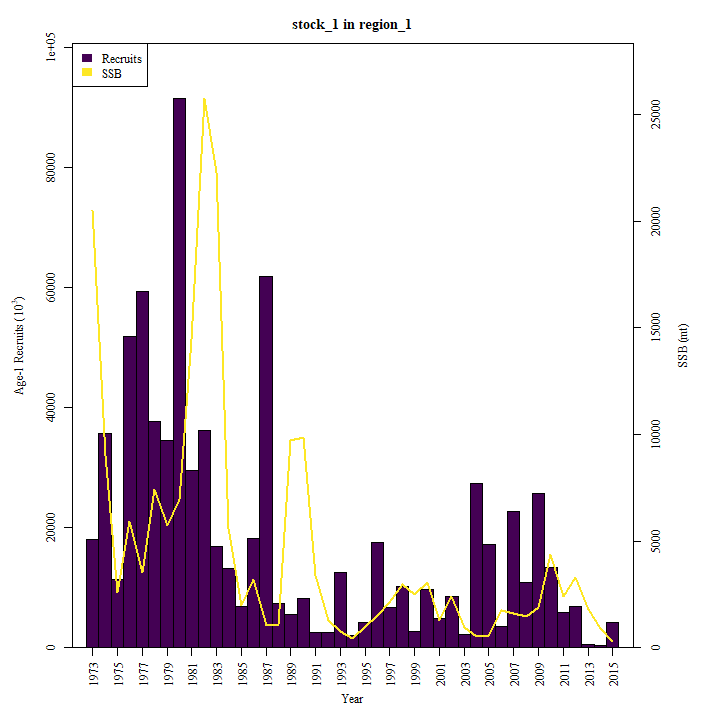 stock_1 in region_1
Recruits
SSB
1e+05
80000
60000
40000
20000
0
Age-1 Recruits (10³)
25000
20000
15000
10000
5000
0
SSB (mt)
1973 1975 1977 1979 1981 1983 1985 1987 1989 1991 1993 1995 1997 1999 2001 2003 2005 2007 2009 2011 2013 2015
Year